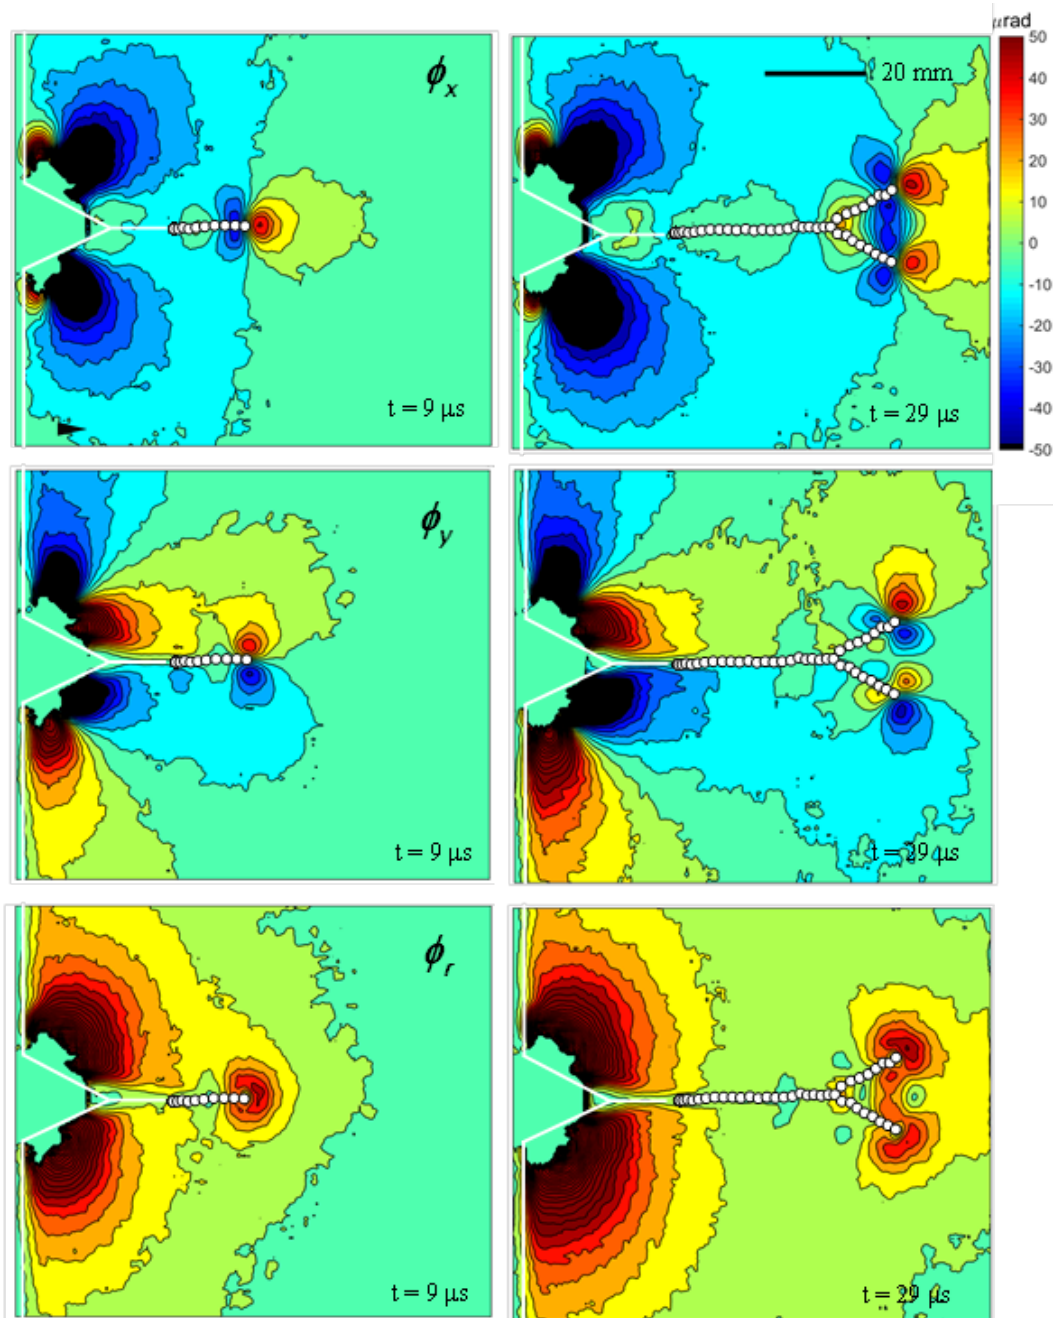 μrad
ϕx
20 mm
t = 9 μs
t = 29 μs
50
40
30
20
10
0
-10
-20
-30
-40
-50
ϕy
t = 9 μs
t = 29 μs
ϕr
t = 9 μs
t = 29 μs